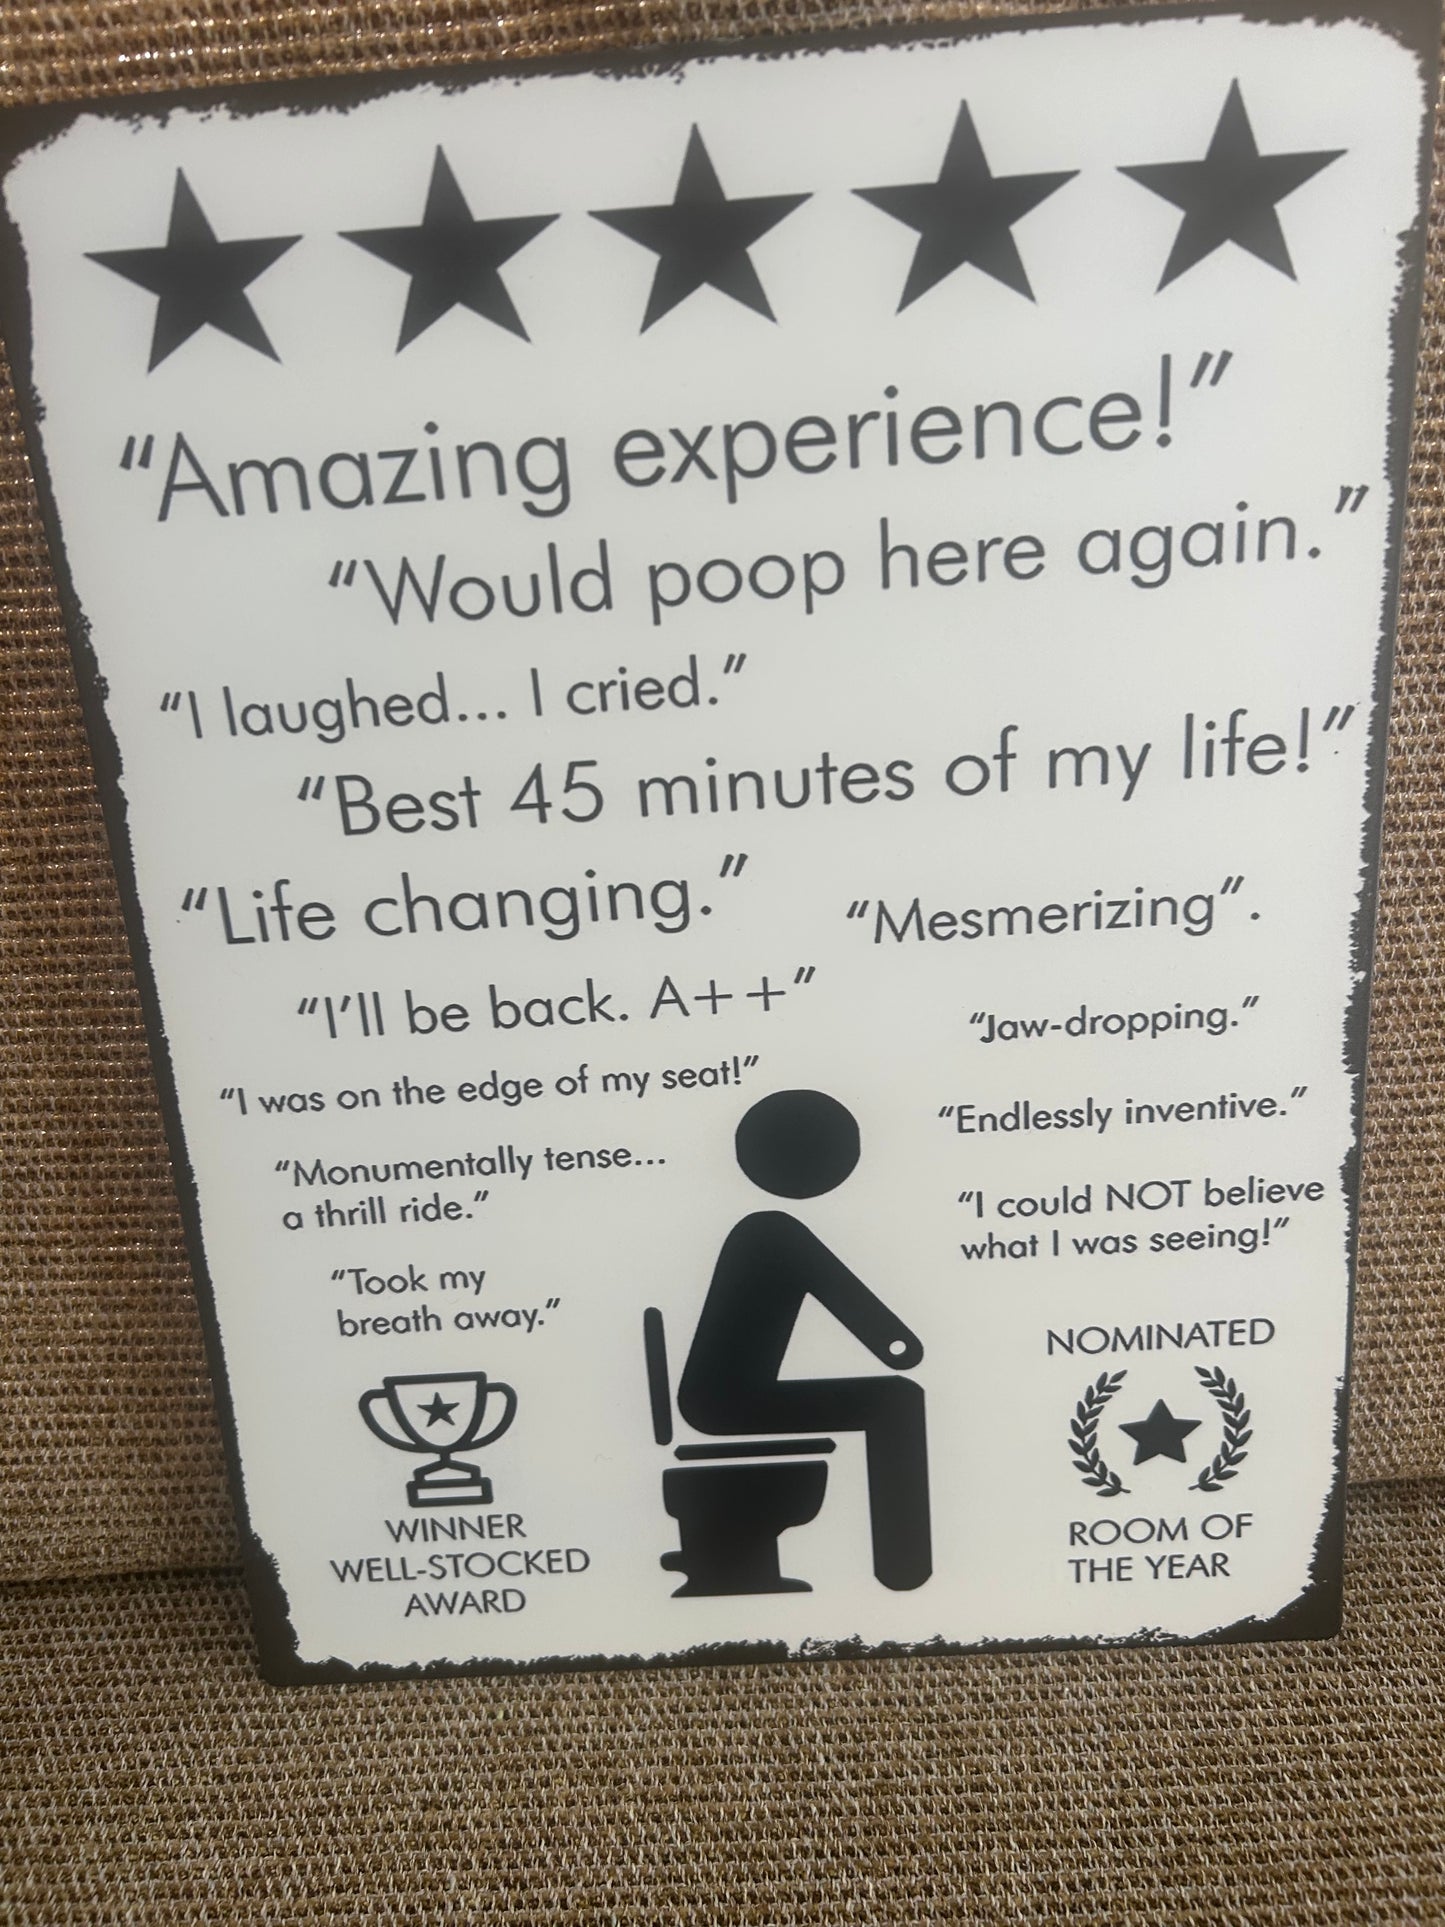 “Amazing experience!”
“Would poop here again.”
“I laughed... I cried.”
“Best 45 minutes of my life!”
“Life changing.”
“Mesmerizing”.
“I’ll be back. A++”
“Jaw-dropping.”
“I was on the edge of my seat!”
“Endlessly inventive.”
“Monumentally tense...
a thrill ride.”
“I could NOT believe
what I was seeing!”
“Took my
breath away.”
WINNER
WELL-STOCKED
AWARD
NOMINATED
ROOM OF
THE YEAR